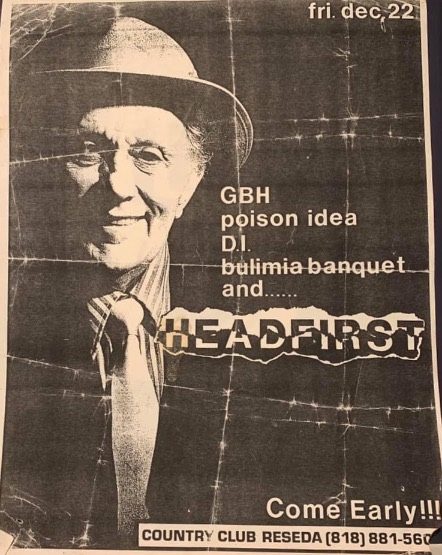 fri. dec. 22
GBH
poison idea
D.I.
bulimia banquet
and......
HEADFIRST
Come Early!!!
COUNTRY CLUB RESEDA (818) 881-560